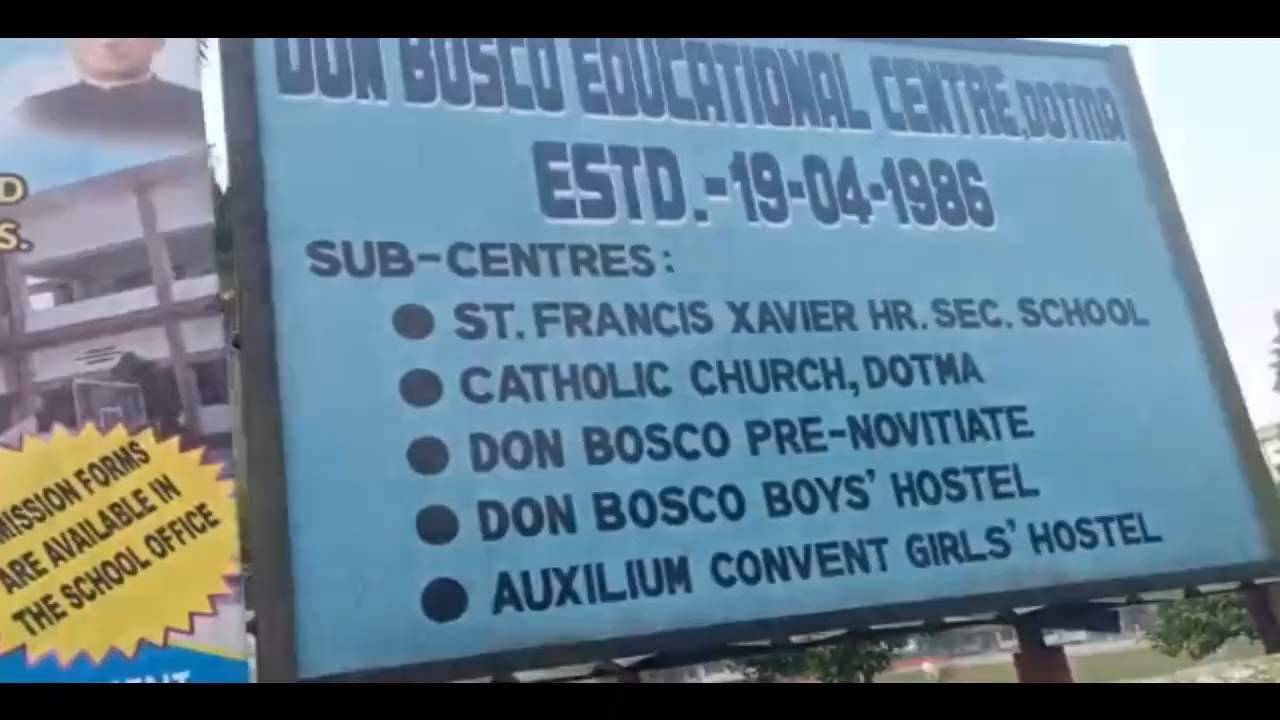 DON BOSCO EDUCATIONAL CENTRE, DOTMA
ESTD.-19-04-1986
SUB-CENTRES:
ST. FRANCIS XAVIER HR. SEC. SCHOOL
CATHOLIC CHURCH, DOTMA
DON BOSCO PRE-NOVITIATE
DON BOSCO BOYS' HOSTEL
AUXILIUM CONVENT GIRLS' HOSTEL
D
S.
MISSION FORMS
ARE AVAILABLE IN
THE SCHOOL OFFICE